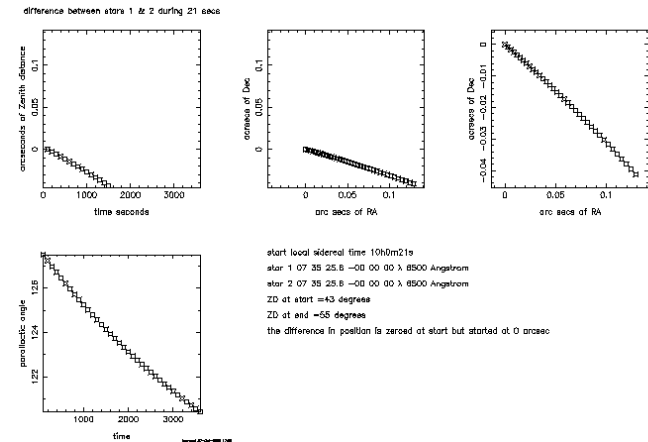 difference between stars 1 & 2 during 21 secs
arcseconds of Zenith distance
0 0.05 0.1
0 1000 2000 3000
time seconds
acrsecs of Dec
0 0.05 0.1
0 0.05 0.1
arc secs of RA
acrsecs of Dec
-0.04 -0.03 -0.02 -0.01 0
0 0.05 0.1
arc secs of RA
parallactic angle
122 124 126
1000 2000 3000
time
start local sidereal time 10h0m21s
star 1 07 35 25.8 -00 00 00 λ 6500 Angstrom
star 2 07 35 25.8 -00 00 00 λ 6500 Angstrom
ZD at start =43 degrees
ZD at end =55 degrees
the difference in position is zeroed at start but started at 0 arcsec